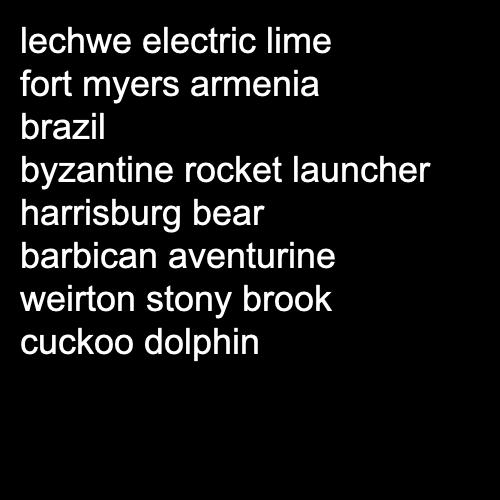 lechwe electric lime
fort myers armenia
brazil
byzantine rocket launcher
harrisburg bear
barbican aventurine
weirton stony brook
cuckoo dolphin